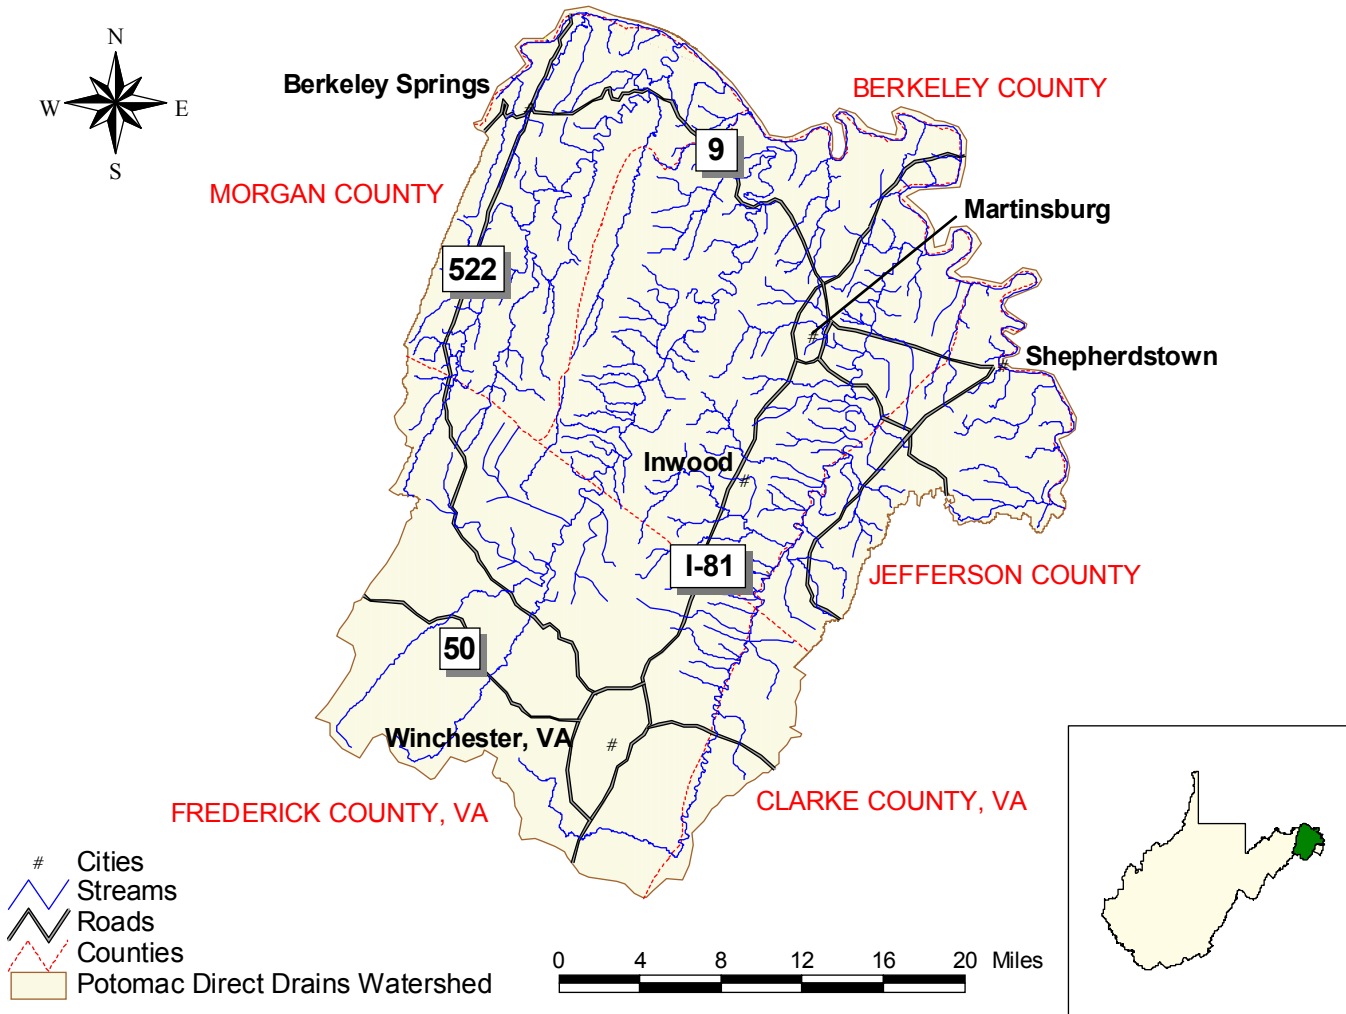 N
Berkeley Springs
BERKELEY COUNTY
W
E
S
9
MORGAN COUNTY
Martinsburg
522
Shepherdstown
Inwood
I-81
JEFFERSON COUNTY
50
Winchester, VA
FREDERICK COUNTY, VA
CLARKE COUNTY, VA
# Cities
Streams
Roads
Counties
Potomac Direct Drains Watershed
0 4 8 12 16 20 Miles